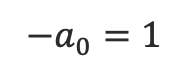 −a₀ = 1